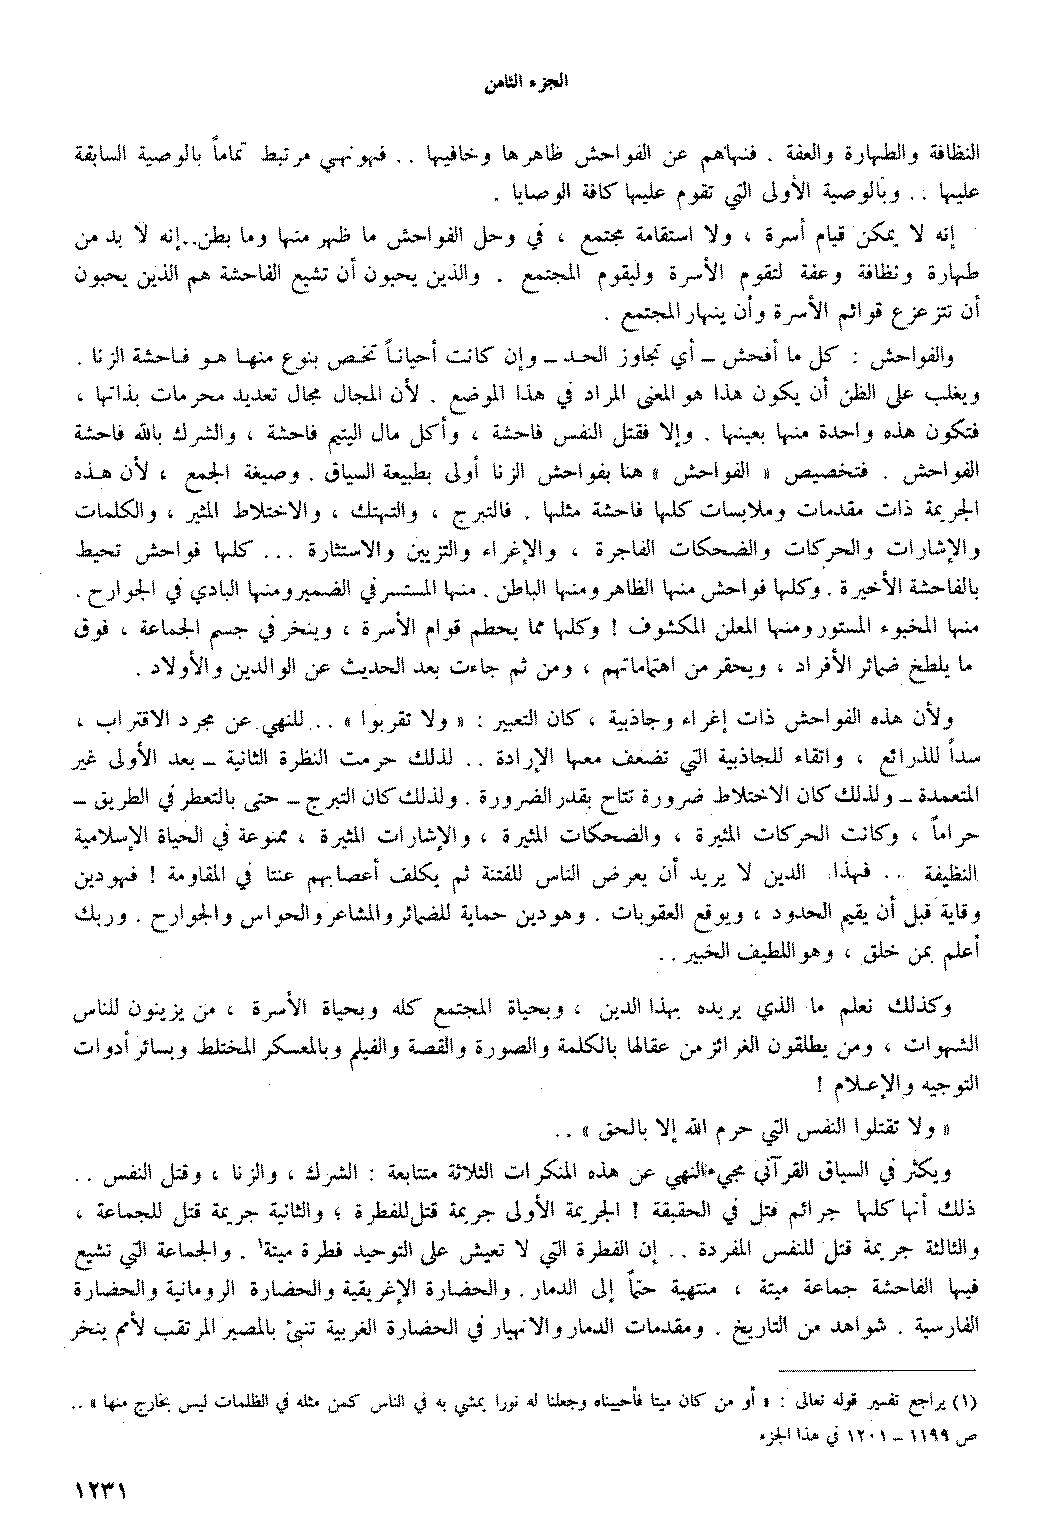 الجزء الثامن
النظافة والطهارة والعفة . فنهاهم عن الفواحش ظاهرها وخافيها .. فهو نهي مرتبط تماماً بالوصية السابقة
عليها .. وبالوصية الأولى التي تقوم عليها كافة الوصايا .
إنه لا يمكن قيام أسرة ، ولا استقامة مجتمع ، في وحل الفواحش ما ظهر منها وما بطن..إنه لا بد من
طهارة ونظافة وعفة لتقوم الأسرة وليقوم المجتمع . والذين يحبون أن تشيع الفاحشة هم الذين يحبون
أن تتزعزع قوائم الأسرة وأن ينهار المجتمع .
والفواحش : كل ما أفحش ــ أي تجاوز الحد ــ وإن كانت أحياناً تخص بنوع منها هو فاحشة الزنا .
ويغلب على الظن أن يكون هذا هو المعنى المراد في هذا الموضع . لأن المجال مجال تعديد محرمات بذاتها ،
فتكون هذه واحدة منها بعينها . وإلا فقتل النفس فاحشة ، وأكل مال اليتيم فاحشة ، والشرك بالله فاحشة
الفواحش . فتخصيص « الفواحش » هنا بفواحش الزنا أولى بطبيعة السياق . وصيغة الجمع ، لأن هذه
الجريمة ذات مقدمات وملابسات كلها فاحشة مثلها . فالتبرج ، والتهتك ، والاختلاط المثير ، والكلمات
والإشارات والحركات والضحكات الفاجرة ، والإغراء والتزيين والاستثارة ... كلها فواحش تحيط
بالفاحشة الأخيرة . وكلها فواحش منها الظاهر ومنها الباطن . منها المستسر في الضمير ومنها البادي في الجوارح .
منها المخبوء المستور ومنها المعلن المكشوف ! وكلها مما يحطم قوام الأسرة ، وينخر في جسم الجماعة ، فوق
ما يلطخ ضمائر الأفراد ، ويحقر من اهتماماتهم ، ومن ثم جاءت بعد الحديث عن الوالدين والأولاد .
ولأن هذه الفواحش ذات إغراء وجاذبية ، كان التعبير : « ولا تقربوا » .. للنهي عن مجرد الاقتراب ،
سداً للذرائع ، واتقاء للجاذبية التي تضعف معها الإرادة .. لذلك حرمت النظرة الثانية ــ بعد الأولى غير
المتعمدة ــ ولذلك كان الاختلاط ضرورة تتاح بقدر الضرورة . ولذلك كان التبرج ــ حتى بالتعطر في الطريق ــ
حراماً ، وكانت الحركات المثيرة ، والضحكات المثيرة ، والإشارات المثيرة ، ممنوعة في الحياة الإسلامية
النظيفة .. فهذا الدين لا يريد أن يعرض الناس للفتنة ثم يكلف أعصابهم عنتا في المقاومة ! فهو دين
وقاية قبل أن يقيم الحدود ، ويوقع العقوبات . وهو دين حماية للضمائر والمشاعر والحواس والجوارح . وربك
أعلم بمن خلق ، وهو اللطيف الخبير ..
وكذلك نعلم ما الذي يريده بهذا الدين ، وبحياة المجتمع كله وبحياة الأسرة ، من يزينون للناس
الشهوات ، ومن يطلقون الغرائز من عقالها بالكلمة والصورة والقصة والفيلم وبالمعسكر المختلط وبسائر أدوات
التوجيه والإعلام !
« ولا تقتلوا النفس التي حرم الله إلا بالحق » ..
ويكثر في السياق القرآني مجيء النهي عن هذه المنكرات الثلاثة متتابعة : الشرك ، والزنا ، وقتل النفس ..
ذلك أنها كلها جرائم قتل في الحقيقة ! الجريمة الأولى جريمة قتل للفطرة ؛ والثانية جريمة قتل للجماعة ،
والثالثة جريمة قتل للنفس المفردة .. إن الفطرة التي لا تعيش على التوحيد فطرة ميتة١ . والجماعة التي تشيع
فيها الفاحشة جماعة ميتة ، منتهية حتماً إلى الدمار . والحضارة الإغريقية والحضارة الرومانية والحضارة
الفارسية . شواهد من التاريخ . ومقدمات الدمار والانهيار في الحضارة الغربية تنبئ بالمصير المرتقب لأمم ينخر
(١) يراجع تفسير قوله تعالى : « أو من كان ميتا فأحييناه وجعلنا له نورا يمشي به في الناس كمن مثله في الظلمات ليس بخارج منها » ..
ص ١١٩٩ ــ ١٢٠١ في هذا الجزء
١٢٣١